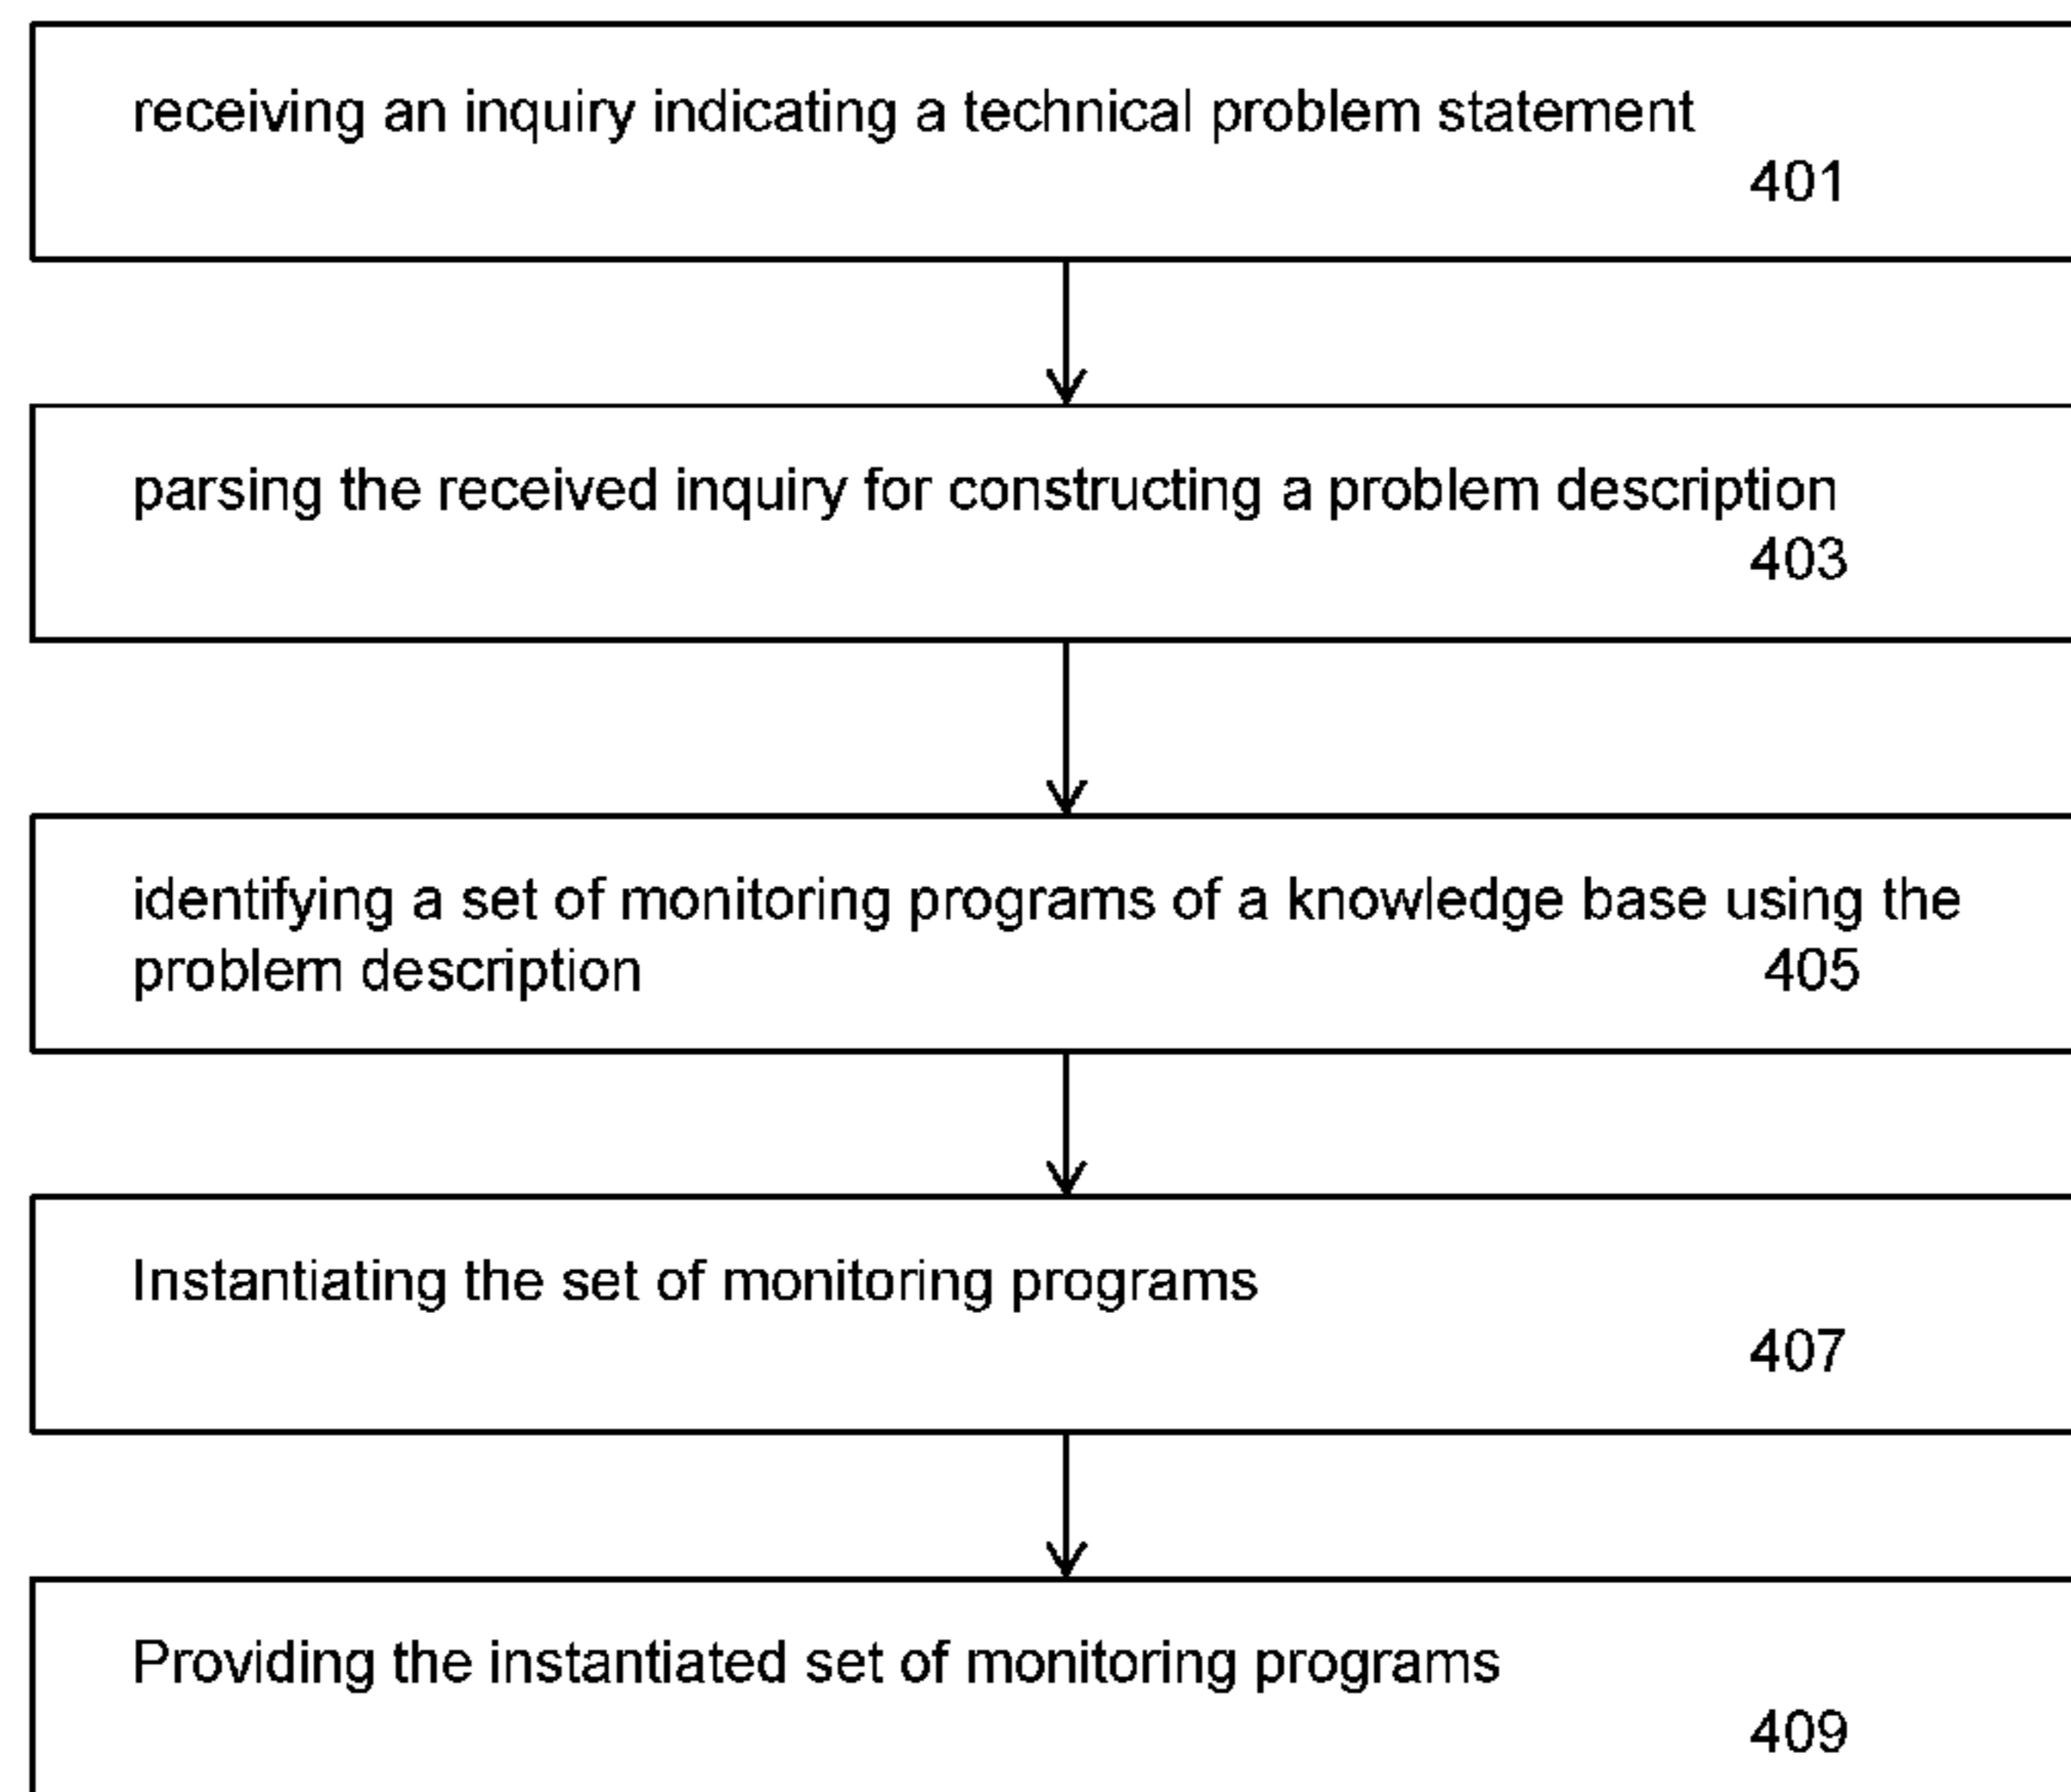 receiving an inquiry indicating a technical problem statement
401
parsing the received inquiry for constructing a problem description
403
identifying a set of monitoring programs of a knowledge base using the
problem description 405
Instantiating the set of monitoring programs
407
Providing the instantiated set of monitoring programs
409